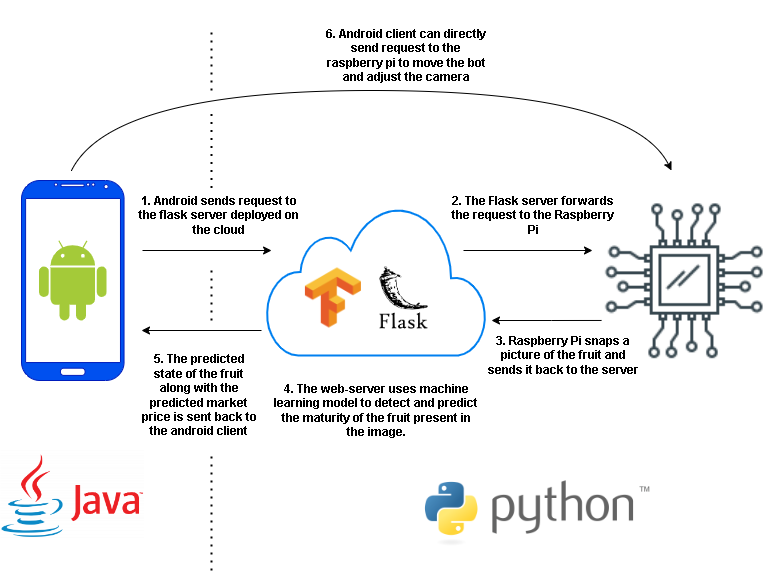 6. Android client can directly
send request to the
raspberry pi to move the bot
and adjust the camera
1. Android sends request to
the flask server deployed on
the cloud
2. The Flask server forwards
the request to the Raspberry
Pi
Flask
3. Raspberry Pi snaps a
picture of the fruit and
sends it back to the server
5. The predicted
state of the fruit
along with the
predicted market
price is sent back to
the android client
4. The web-server uses machine
learning model to detect and predict
the maturity of the fruit present in
the image.
Java™
python™